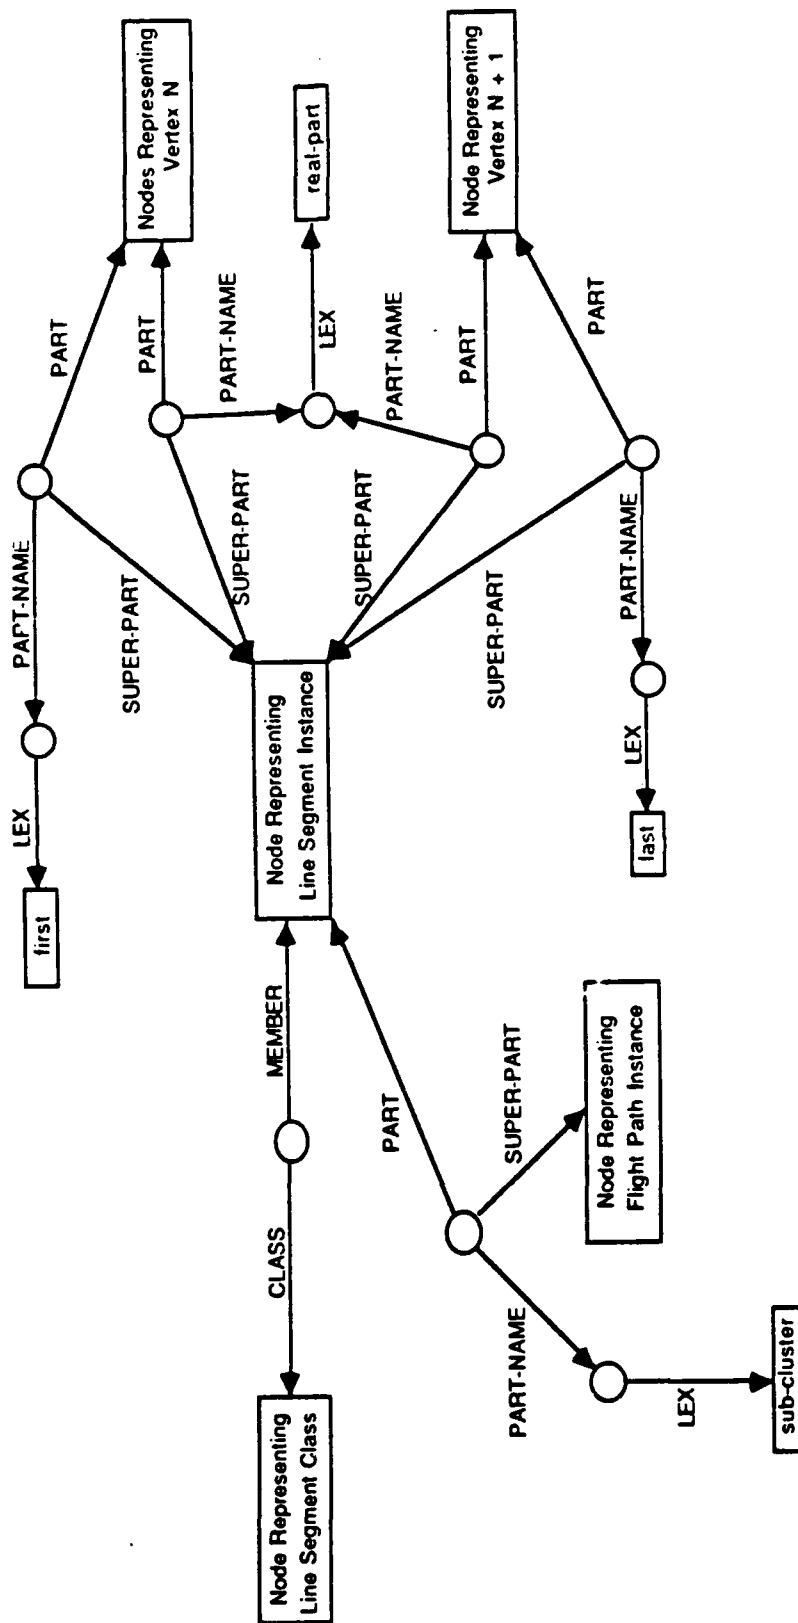 first
LEX
PART-NAME
PART
SUPER-PART
Nodes Representing
Vertex N
PART
PART-NAME
SUPER-PART
Node Representing
Line Segment Class
CLASS
MEMBER
Node Representing
Line Segment Instance
real-part
LEX
SUPER-PART
PART-NAME
PART
Node Representing
Vertex N + 1
PART
SUPER-PART
PART
PART-NAME
LEX
last
SUPER-PART
Node Representing
Flight Path Instance
PART-NAME
LEX
sub-cluster